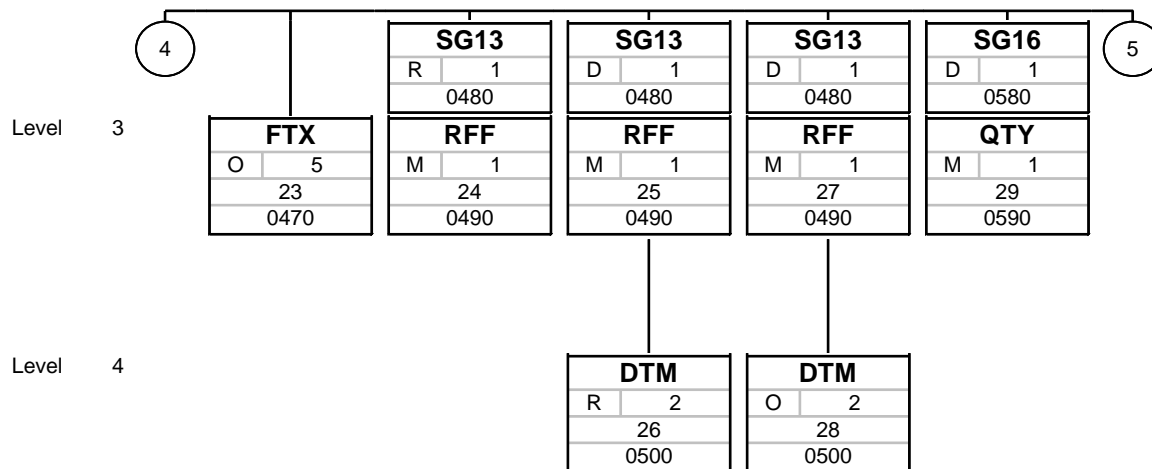 4 SG13 SG13 SG13 SG16 5
R 1 D 1 D 1 D 1
0480 0480 0480 0580
Level 3 FTX RFF RFF RFF QTY
O 5 M 1 M 1 M 1 M 1
23 24 25 27 29
0470 0490 0490 0490 0590
Level 4 DTM DTM
R 2 O 2
26 28
0500 0500